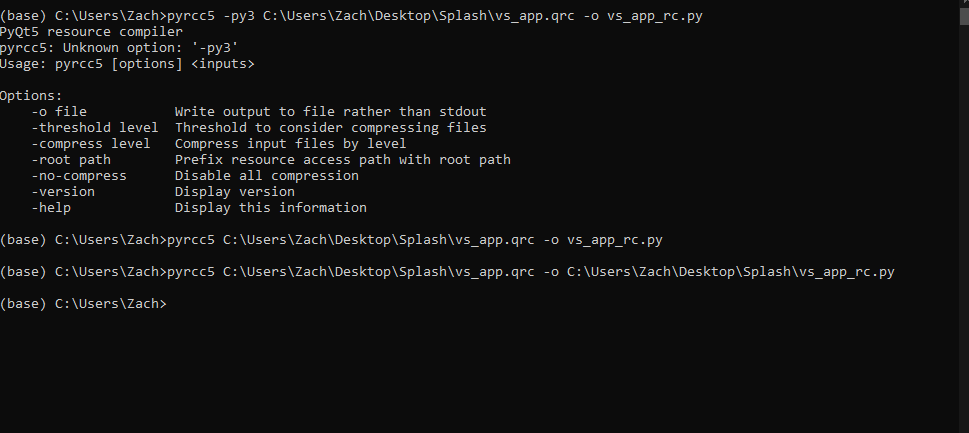 (base) C:\Users\Zach>pyrcc5 -py3 C:\Users\Zach\Desktop\Splash\vs_app.qrc -o vs_app_rc.py
PyQt5 resource compiler
pyrcc5: Unknown option: '-py3'
Usage: pyrcc5 [options] <inputs>
Options:
-o file Write output to file rather than stdout
-threshold level Threshold to consider compressing files
-compress level Compress input files by level
-root path Prefix resource access path with root path
-no-compress Disable all compression
-version Display version
-help Display this information
(base) C:\Users\Zach>pyrcc5 C:\Users\Zach\Desktop\Splash\vs_app.qrc -o vs_app_rc.py
(base) C:\Users\Zach>pyrcc5 C:\Users\Zach\Desktop\Splash\vs_app.qrc -o C:\Users\Zach\Desktop\Splash\vs_app_rc.py
(base) C:\Users\Zach>